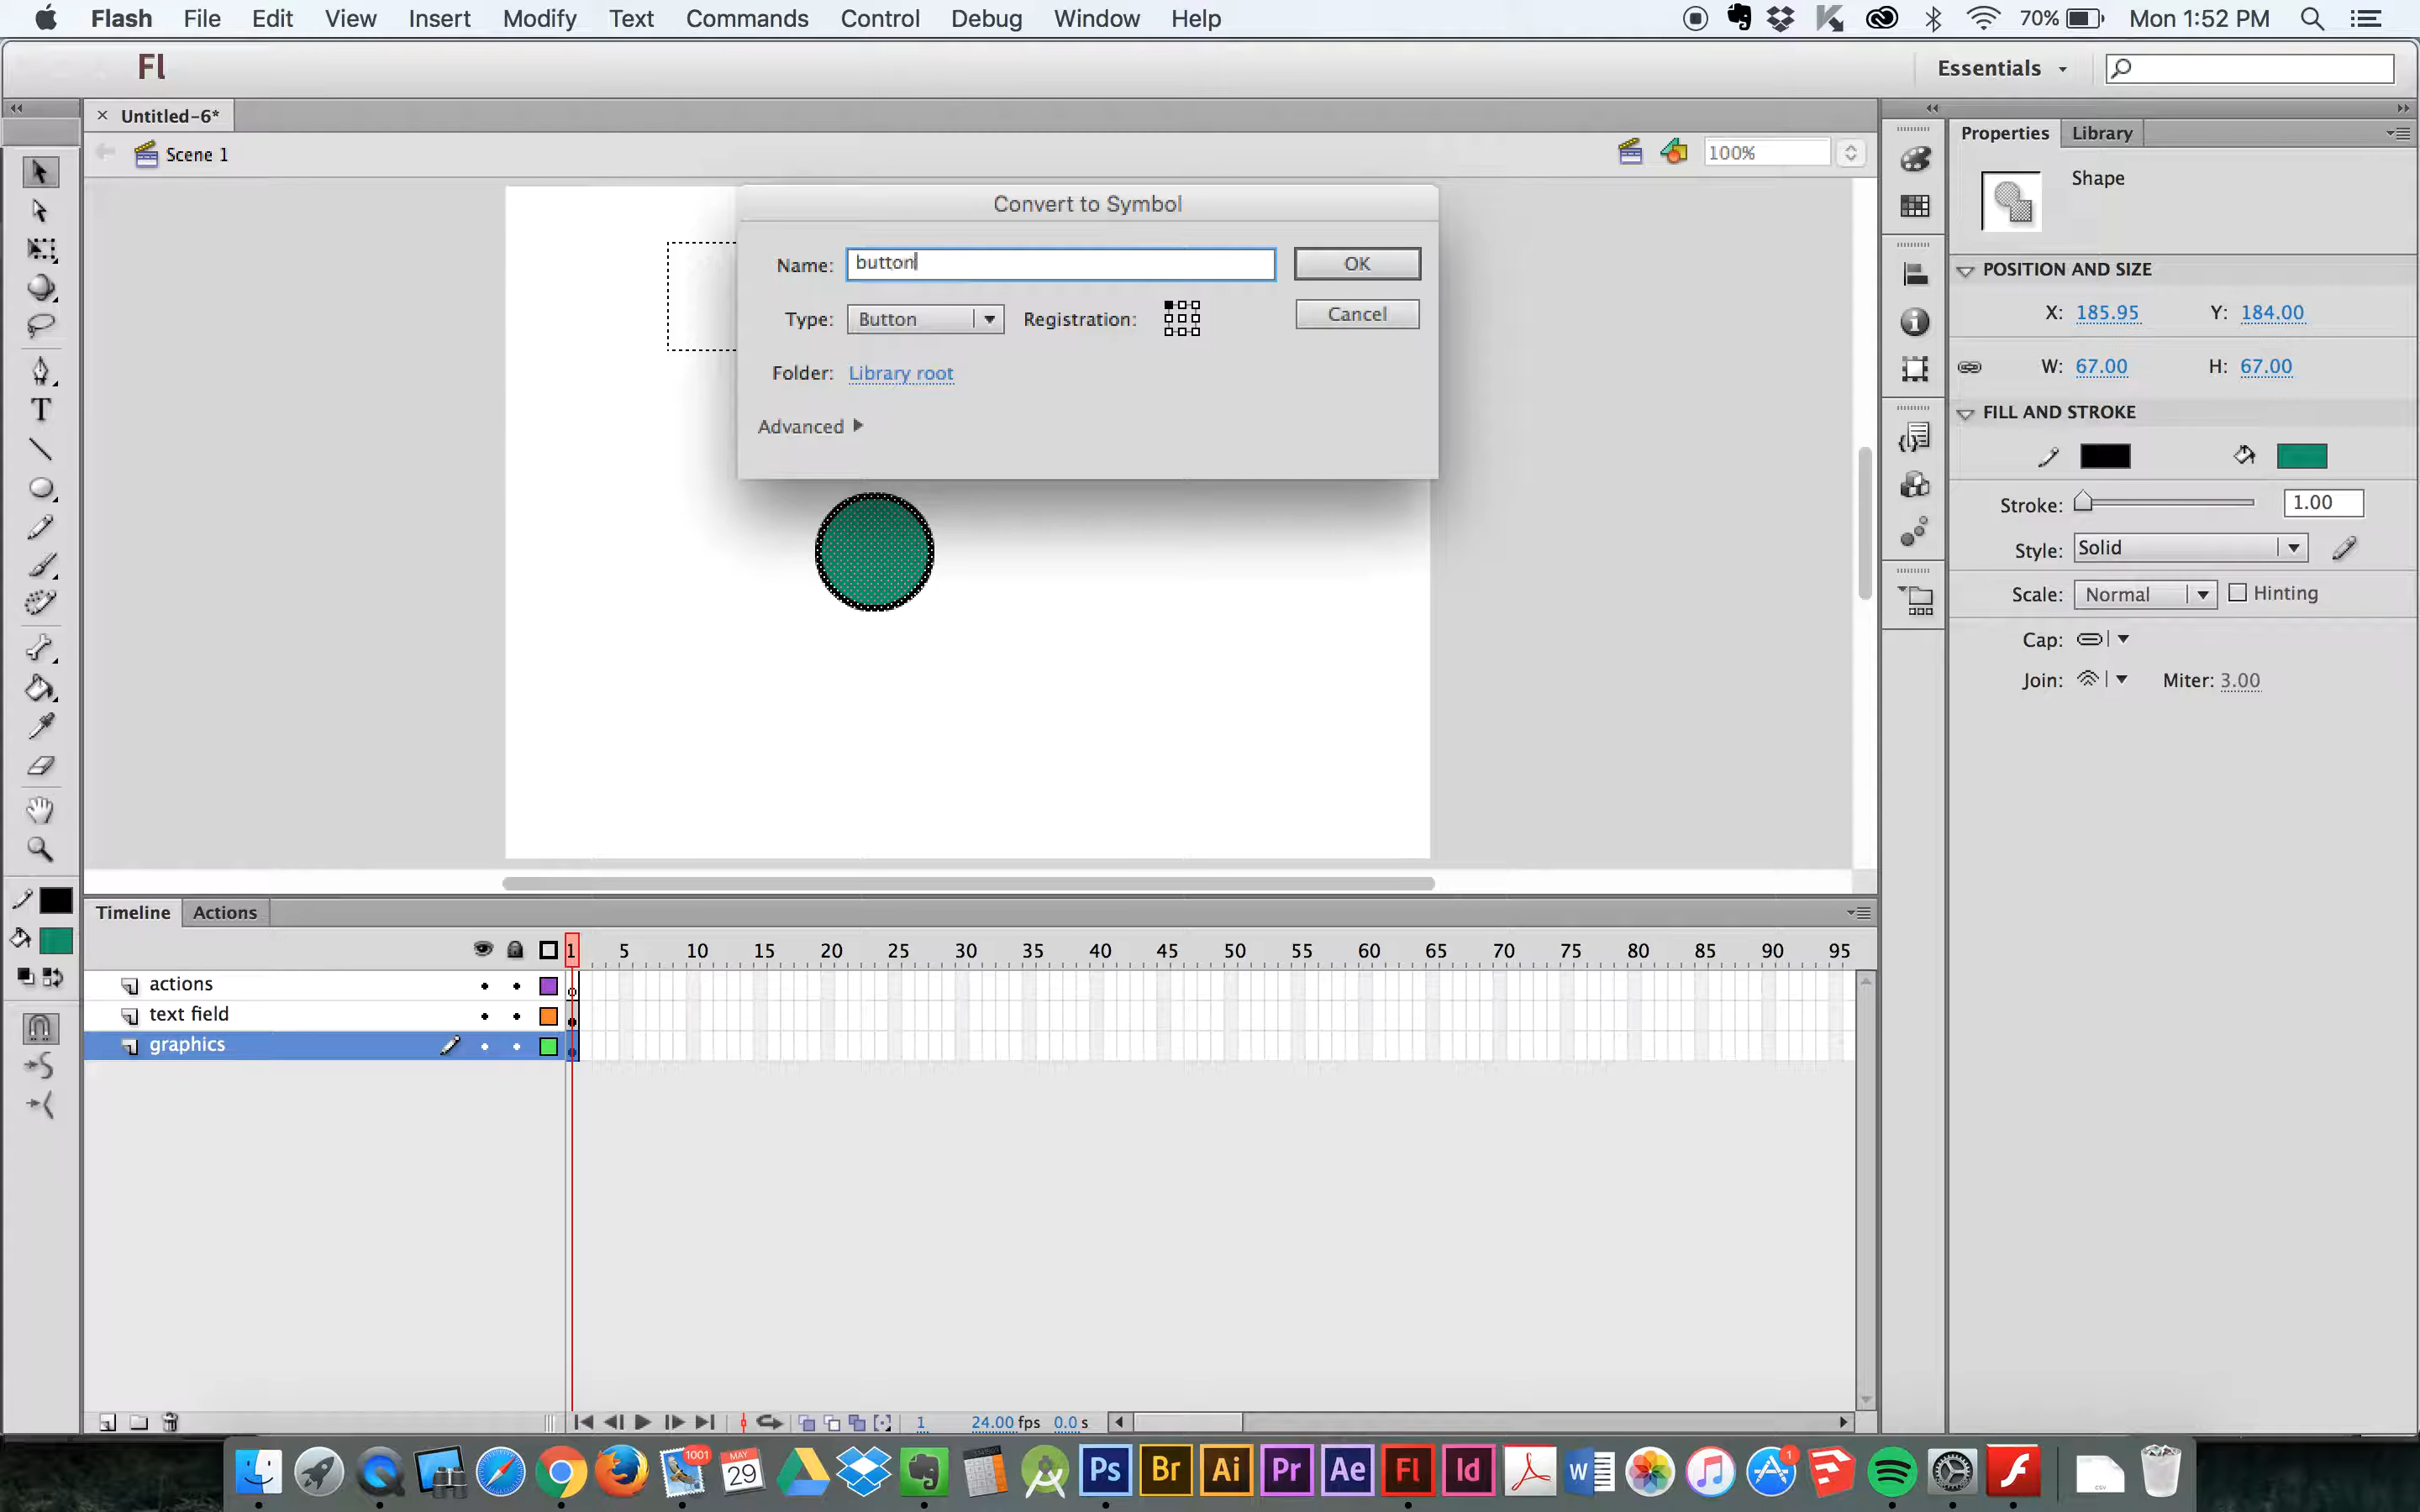 Flash File Edit View Insert Modify Text Commands Control Debug Window Help 70% Mon 1:52 PM
Fl Essentials
Untitled-6*
Scene 1 100%
Convert to Symbol
Name: button OK
Type: Button Registration: Cancel
Folder: Library root
Advanced
Properties Library
Shape
POSITION AND SIZE
X: 185.95 Y: 184.00
W: 67.00 H: 67.00
FILL AND STROKE
Stroke: 1.00
Style: Solid
Scale: Normal Hinting
Cap:
Join: Miter: 3.00
Timeline Actions
1 5 10 15 20 25 30 35 40 45 50 55 60 65 70 75 80 85 90 95
actions
text field
graphics
1 24.00 fps 0.0 s
1001 MAY 29 Ps Br Ai Pr Ae Fl Id W 1 CSV